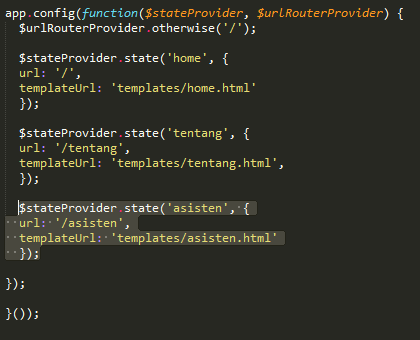 app.config(function($stateProvider, $urlRouterProvider) {
$urlRouterProvider.otherwise('/');
$stateProvider.state('home', {
url: '/',
templateUrl: 'templates/home.html'
});
$stateProvider.state('tentang', {
url: '/tentang',
templateUrl: 'templates/tentang.html',
});
$stateProvider.state('asisten', {
url: '/asisten',
templateUrl: 'templates/asisten.html'
});
});
}());